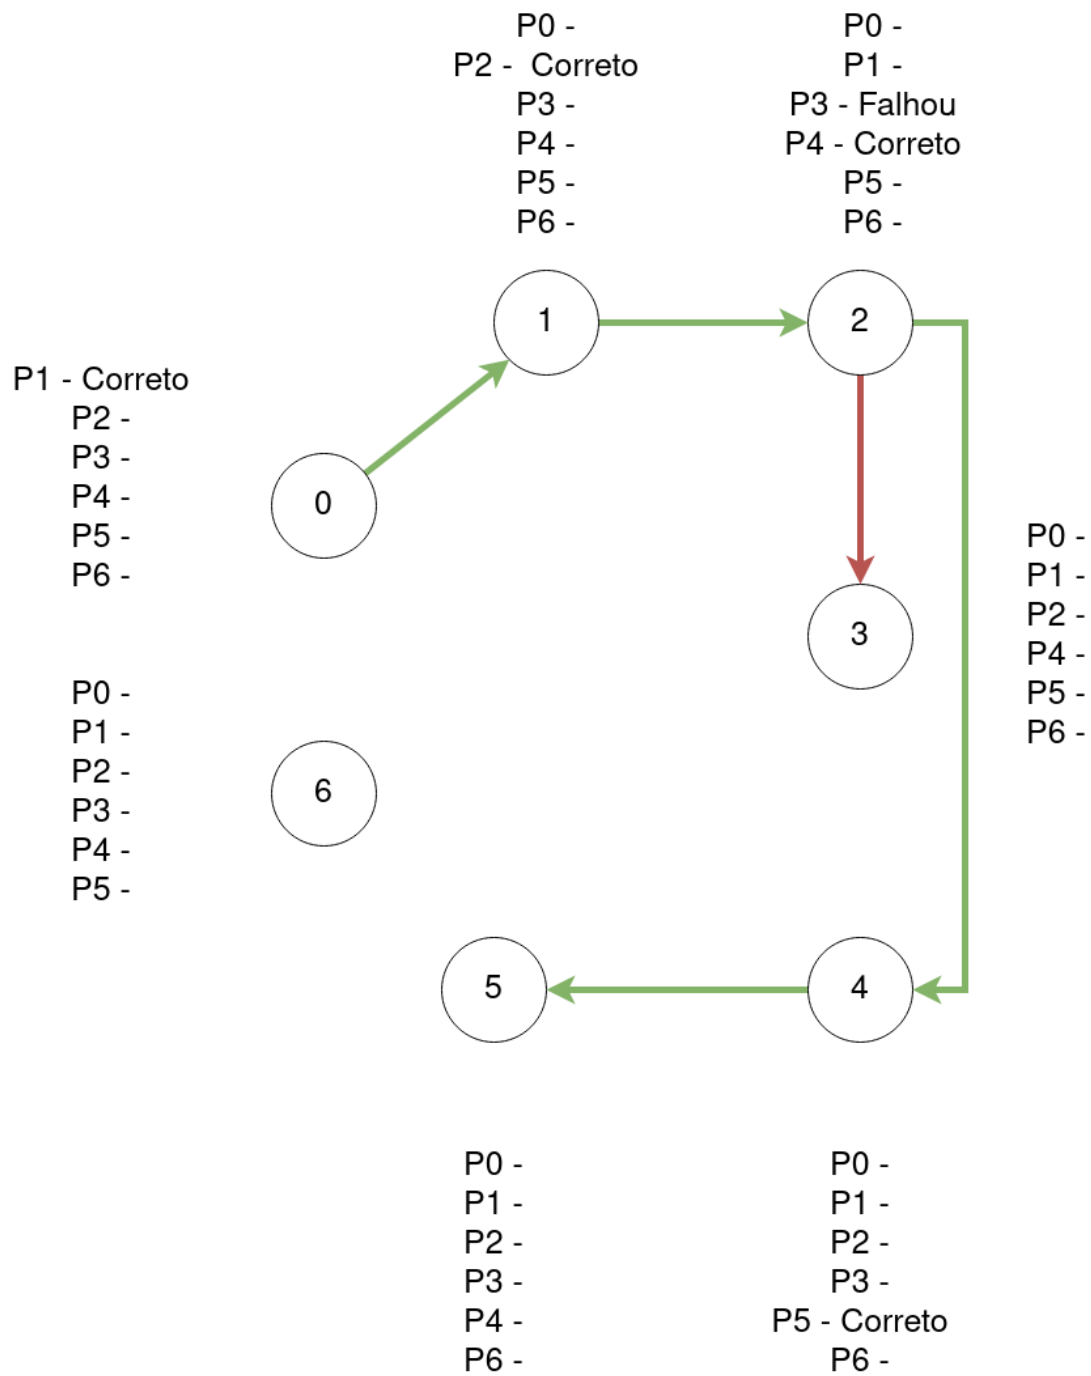 P0 -
P2 - Correto
P3 -
P4 -
P5 -
P6 -
P0 -
P1 -
P3 - Falhou
P4 - Correto
P5 -
P6 -
1
2
P1 - Correto
P2 -
P3 -
P4 -
P5 -
P6 -
0
3
P0 -
P1 -
P2 -
P4 -
P5 -
P6 -
P0 -
P1 -
P2 -
P3 -
P4 -
P5 -
6
5
4
P0 -
P1 -
P2 -
P3 -
P4 -
P6 -
P0 -
P1 -
P2 -
P3 -
P5 - Correto
P6 -